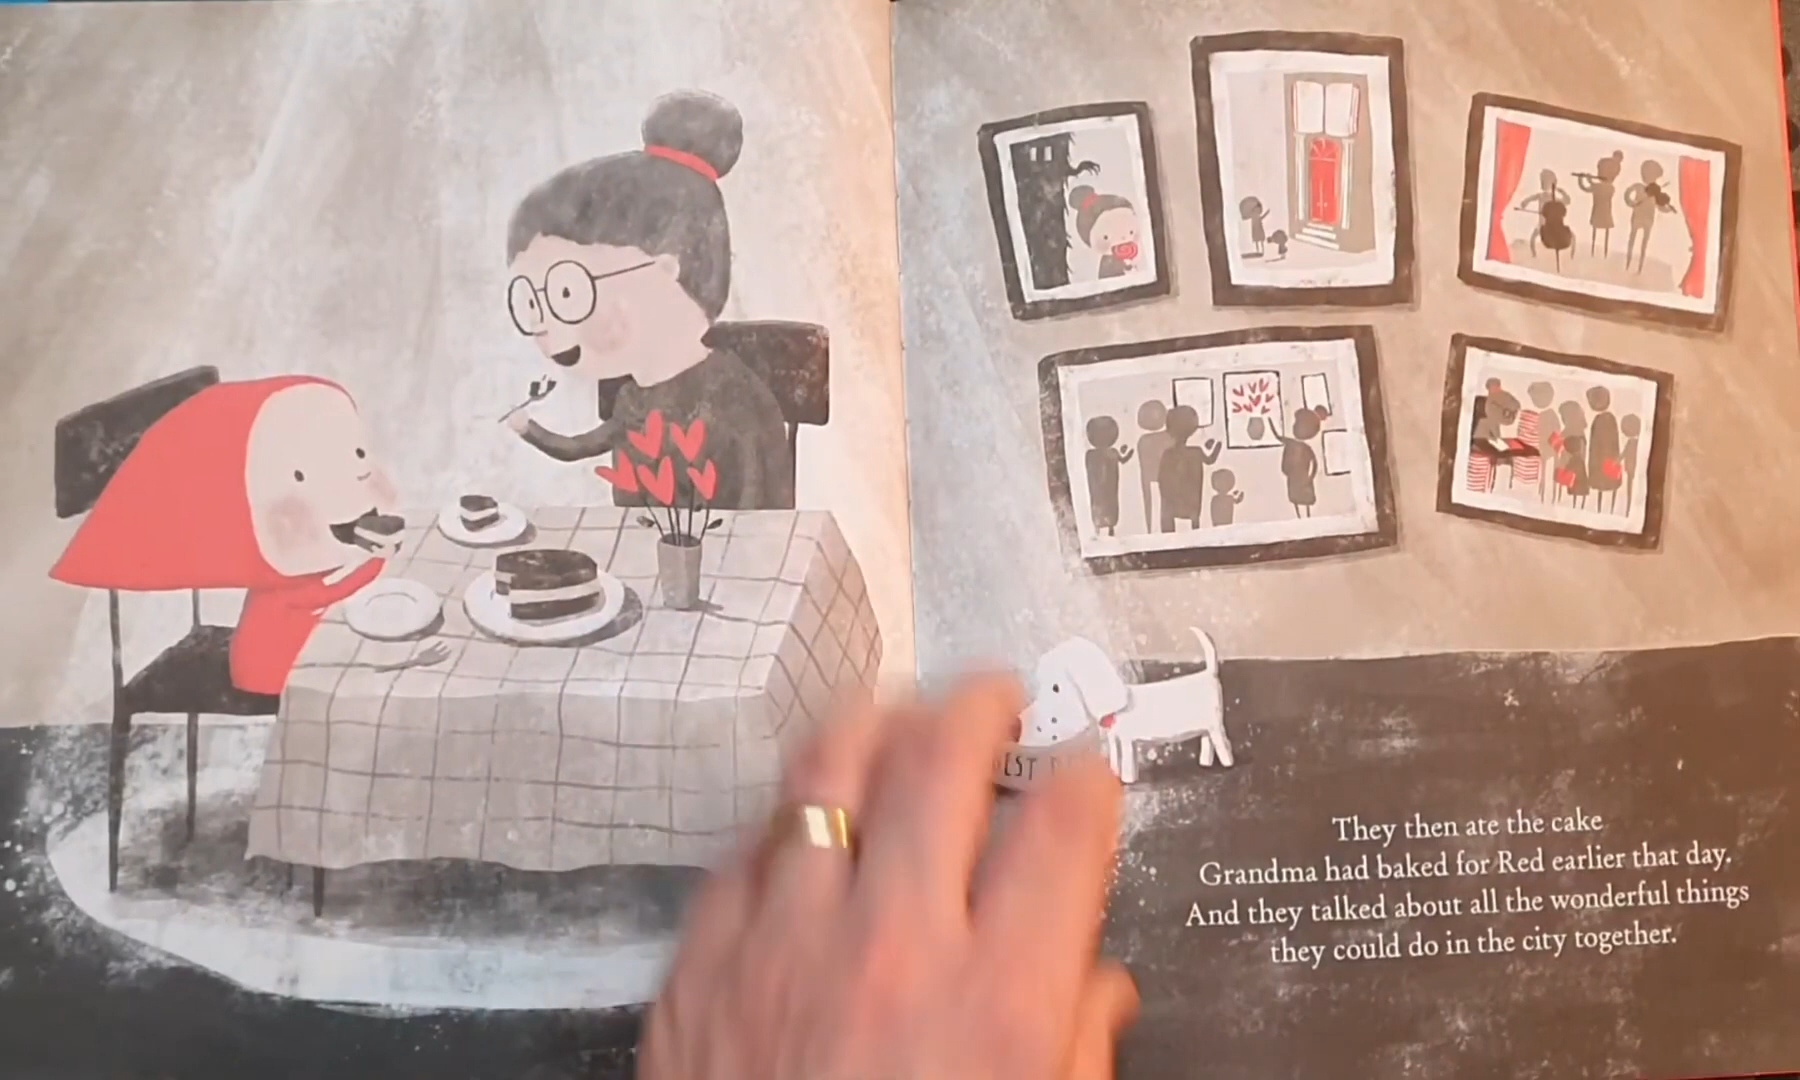 They then ate the cake
Grandma had baked for Red earlier that day.
And they talked about all the wonderful things
they could do in the city together.